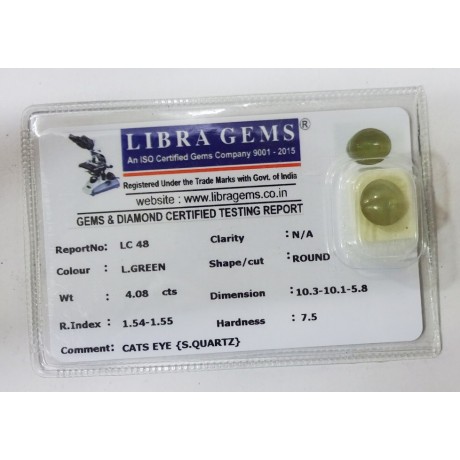 LIBRA GEMS ®
An ISO Certified Gems Company 9001 - 2015
Registered Under the Trade Marks with Govt. of India
website : www.libragems.co.in
GEMS & DIAMOND CERTIFIED TESTING REPORT
ReportNo: LC 48 Clarity : N/A
Colour : L.GREEN Shape/cut : ROUND
Wt : 4.08 cts Dimension : 10.3-10.1-5.8
R.Index : 1.54-1.55 Hardness : 7.5
Comment: CATS EYE {S.QUARTZ}